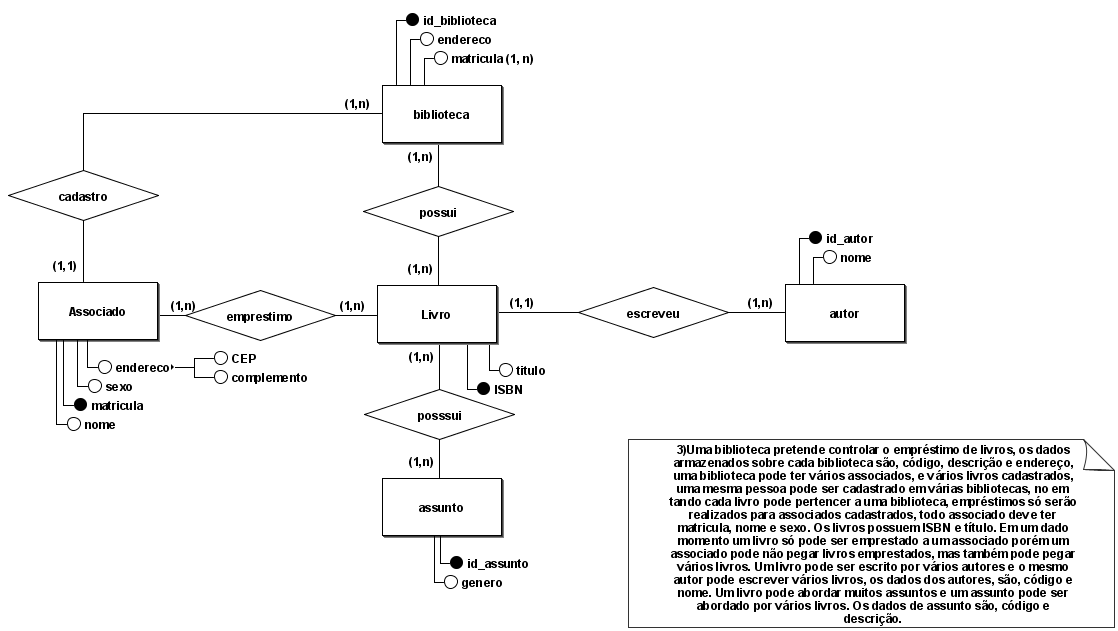 id_biblioteca
endereco
matricula (1, n)
(1,n)
biblioteca
(1,n)
cadastro
possui
id_autor
nome
(1,1)
(1,n)
Associado
(1,n)
emprestimo
(1,n)
Livro
(1,1)
escreveu
(1,n)
autor
(1,n)
endereco
CEP
complemento
sexo
matricula
nome
titulo
ISBN
posssui
(1,n)
assunto
id_assunto
genero
3)Uma biblioteca pretende controlar o empréstimo de livros, os dados
armazenados sobre cada biblioteca são, código, descrição e endereço,
uma biblioteca pode ter vários associados, e vários livros cadastrados,
uma mesma pessoa pode ser cadastrado em várias bibliotecas, no en
tando cada livro pode pertencer a uma biblioteca, empréstimos só serão
realizados para associados cadastrados, todo associado deve ter
matricula, nome e sexo. Os livros possuem ISBN e título. Em um dado
momento um livro só pode ser emprestado a um associado porém um
associado pode não pegar livros emprestados, mas também pode pegar
vários livros. Um livro pode ser escrito por vários autores e o mesmo
autor pode escrever vários livros, os dados dos autores, são, código e
nome. Um livro pode abordar muitos assuntos e um assunto pode ser
abordado por vários livros. Os dados de assunto são, código e
descrição.